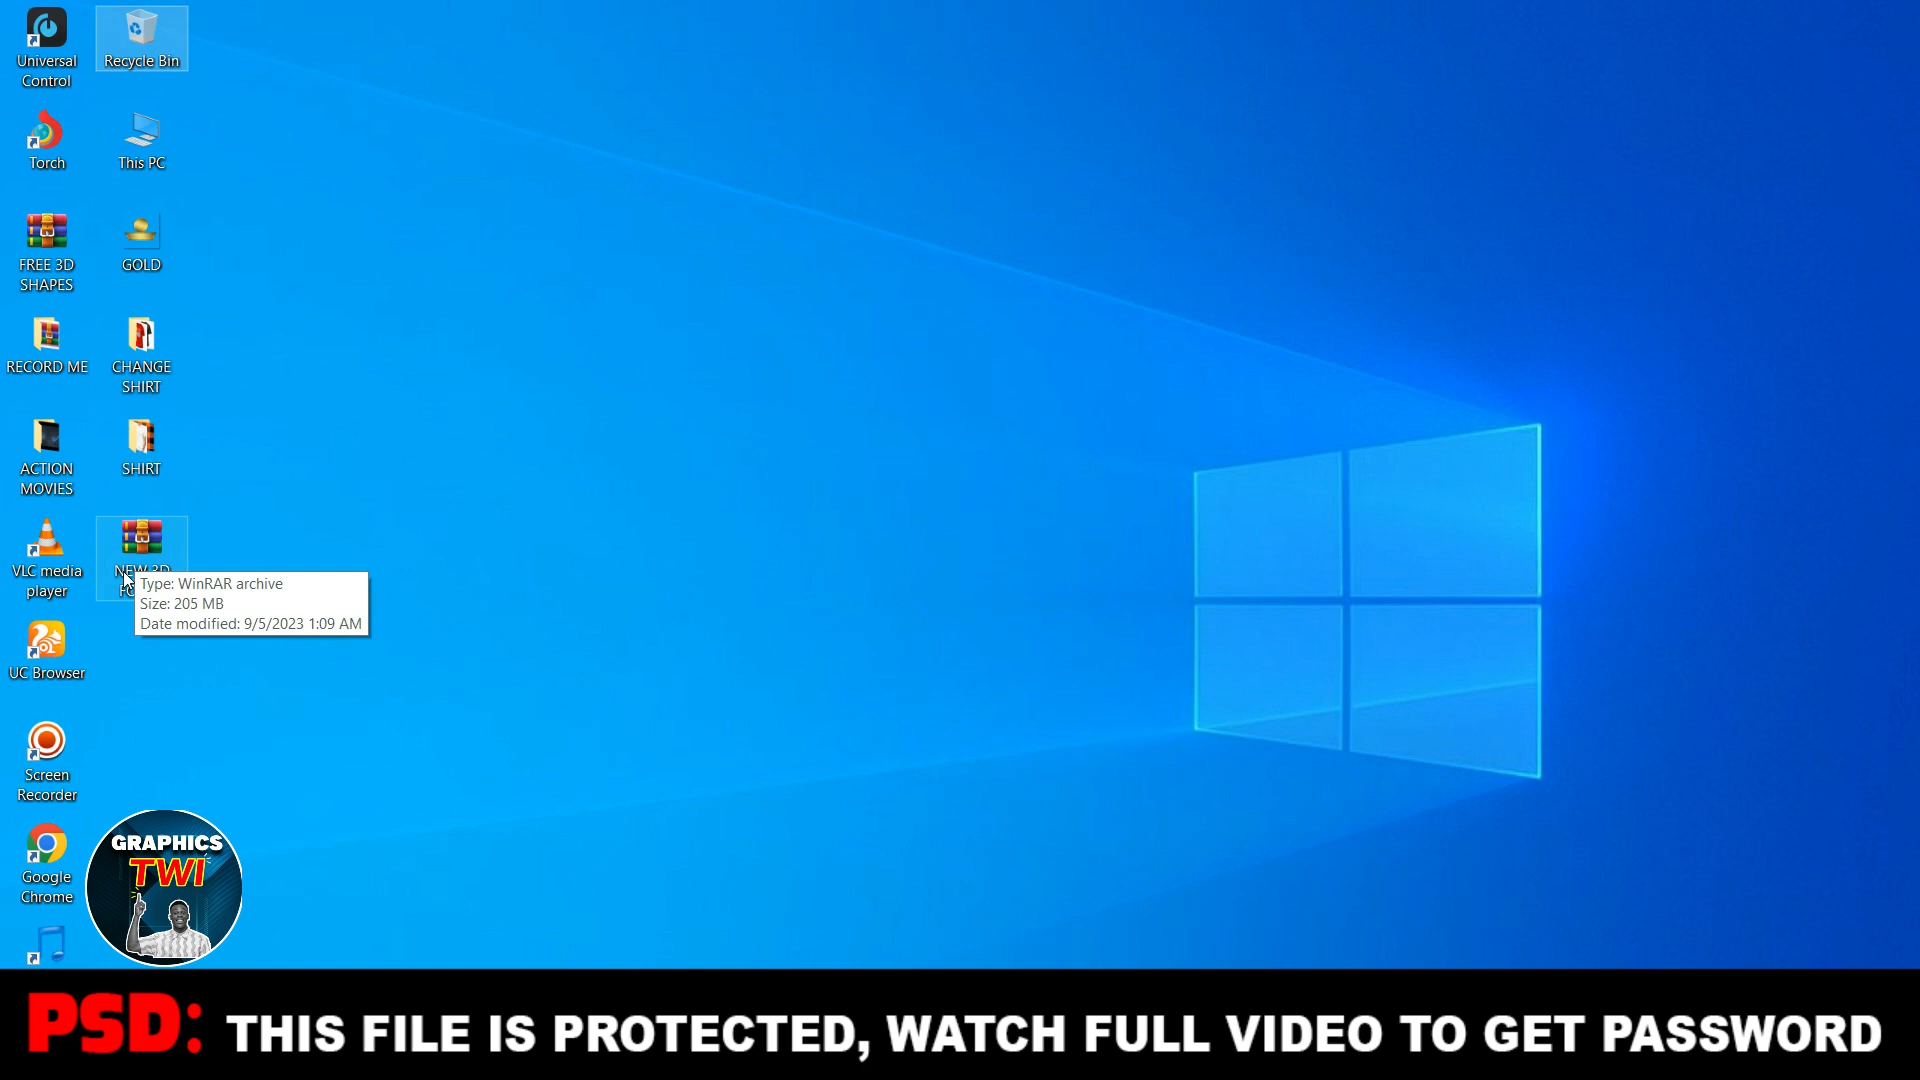 Universal
Control
Recycle Bin
Torch
This PC
FREE 3D
SHAPES
GOLD
RECORD ME
CHANGE
SHIRT
ACTION
MOVIES
SHIRT
VLC media
player
NEW 3D
Type: WinRAR archive
Size: 205 MB
Date modified: 9/5/2023 1:09 AM
UC Browser
Screen
Recorder
Google
Chrome
GRAPHICS
TWI
PSD: THIS FILE IS PROTECTED, WATCH FULL VIDEO TO GET PASSWORD